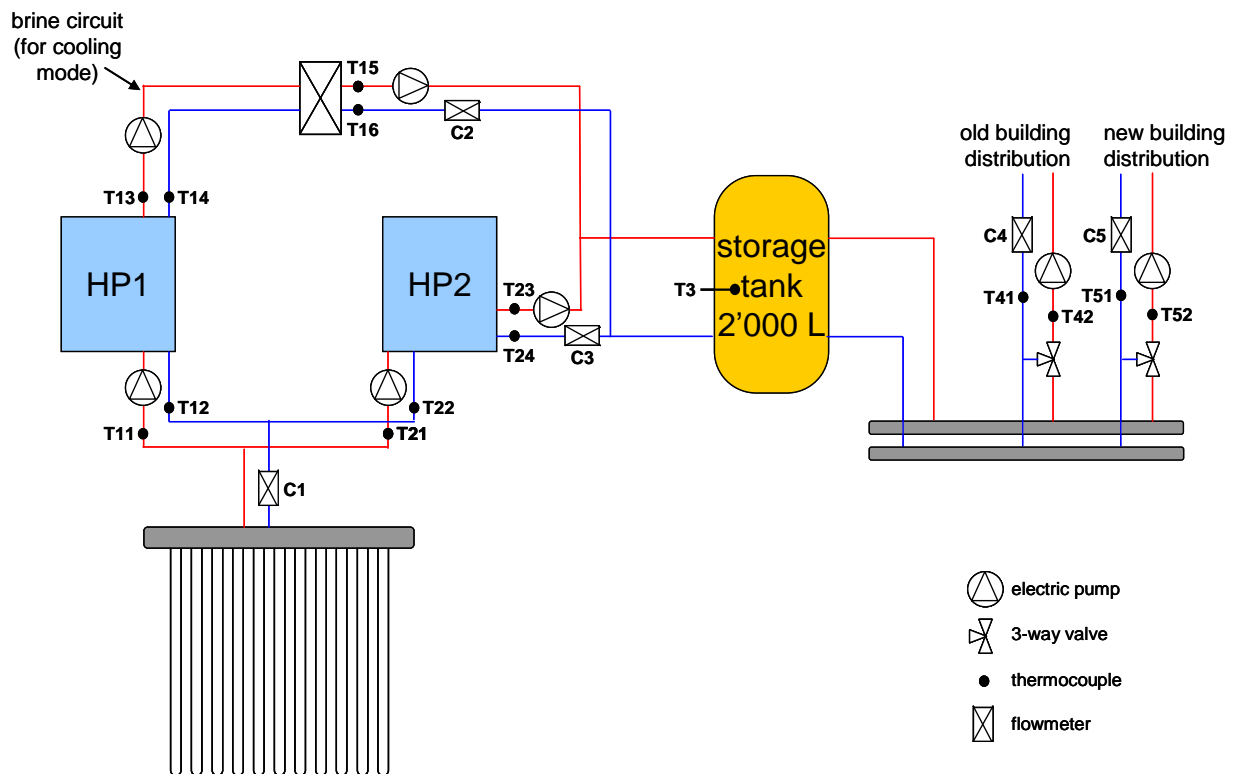 brine circuit
(for cooling
mode)
T15
T16
C2
T13
T14
HP1
HP2
T23
T24
C3
T12
T11
T22
T21
C1
storage
tank
2’000 L
T3
old building
distribution
new building
distribution
C4
C5
T41
T42
T51
T52
electric pump
3-way valve
thermocouple
flowmeter